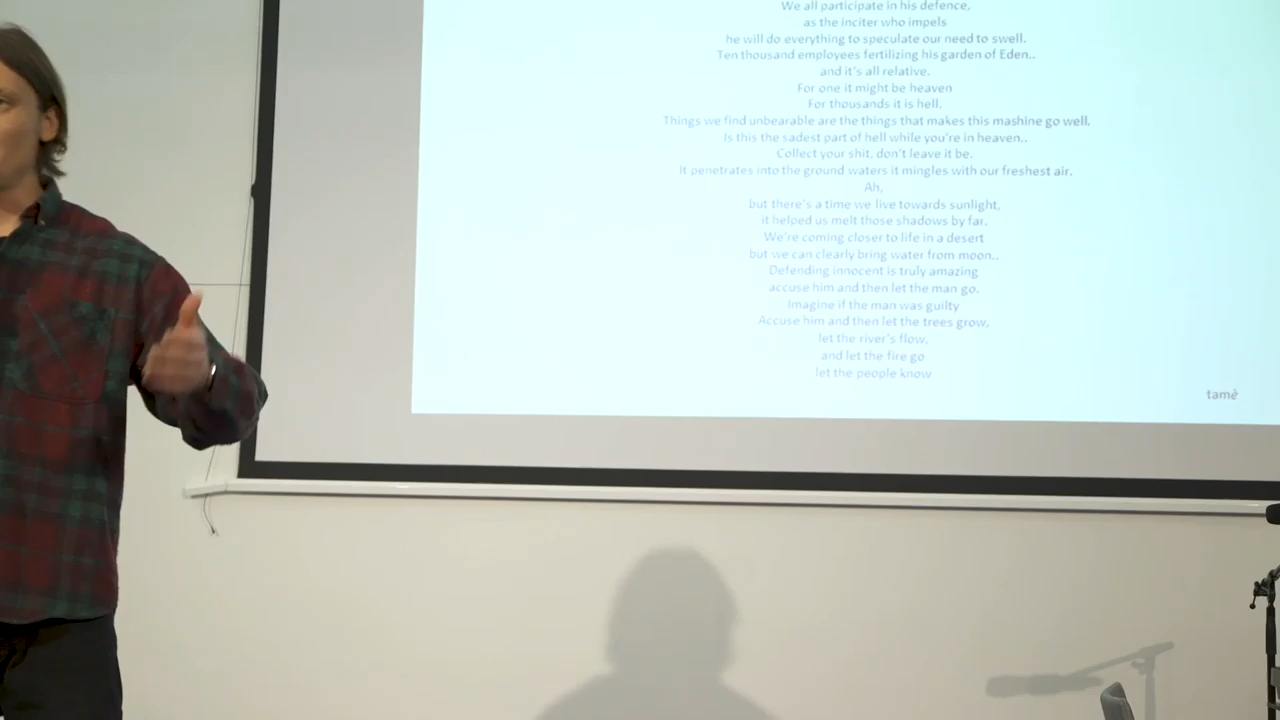 We all participate in his defence,
as the inciter who impels
he will do everything to speculate our need to swell.
Ten thousand employees fertilizing his garden of Eden..
and it's all relative.
For one it might be heaven
For thousands it is hell.
Things we find unbearable are the things that makes this mashine go well.
Is this the sadest part of hell while you're in heaven..
Collect your shit, don't leave it be.
It penetrates into the ground waters it mingles with our freshest air.
Ah,
but there's a time we live towards sunlight,
it helped us melt those shadows by far.
We're coming closer to life in a desert
but we can clearly bring water from moon..
Defending innocent is truly amazing
accuse him and then let the man go.
Imagine if the man was guilty
Accuse him and then let the trees grow,
let the river's flow,
and let the fire go
let the people know
tamè